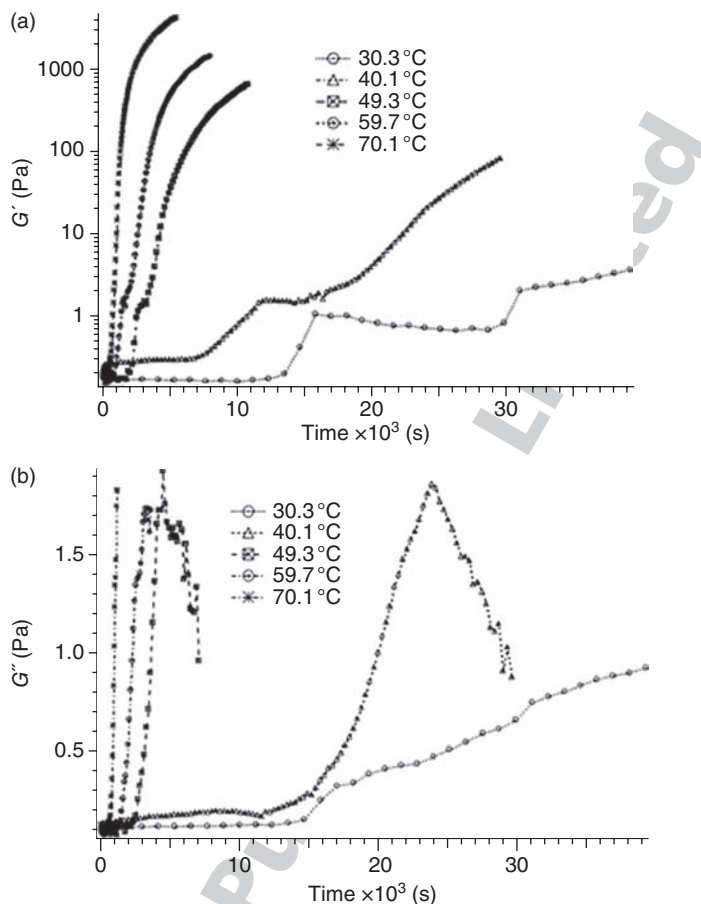 (a)
1000
100
10
1
G′ (Pa)
30.3 °C
40.1 °C
49.3 °C
59.7 °C
70.1 °C
0
10
20
30
Time ×10³ (s)
(b)
1.5
1.0
0.5
G″ (Pa)
30.3 °C
40.1 °C
49.3 °C
59.7 °C
70.1 °C
0
10
20
30
Time ×10³ (s)